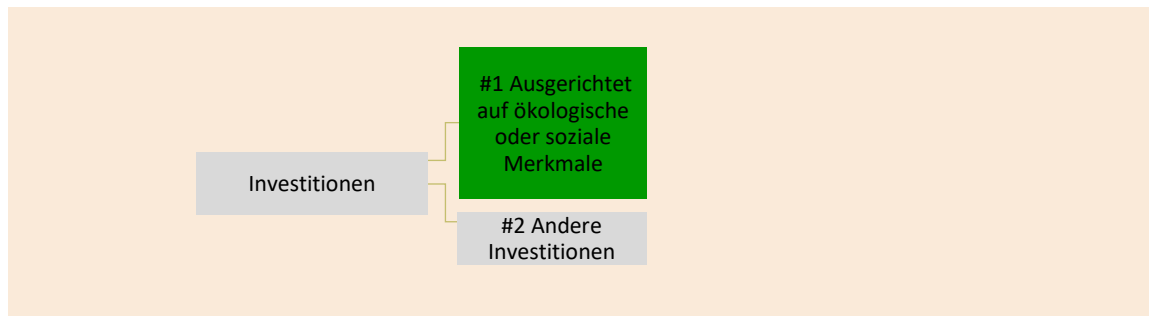 Investitionen
#1 Ausgerichtet
auf ökologische
oder soziale
Merkmale
#2 Andere
Investitionen